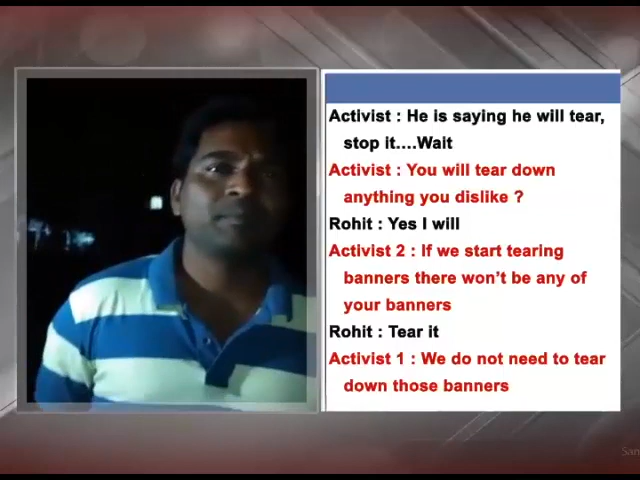 Activist : He is saying he will tear,
stop it....Wait
Activist : You will tear down
anything you dislike ?
Rohit : Yes I will
Activist 2 : If we start tearing
banners there won't be any of
your banners
Rohit : Tear it
Activist 1 : We do not need to tear
down those banners